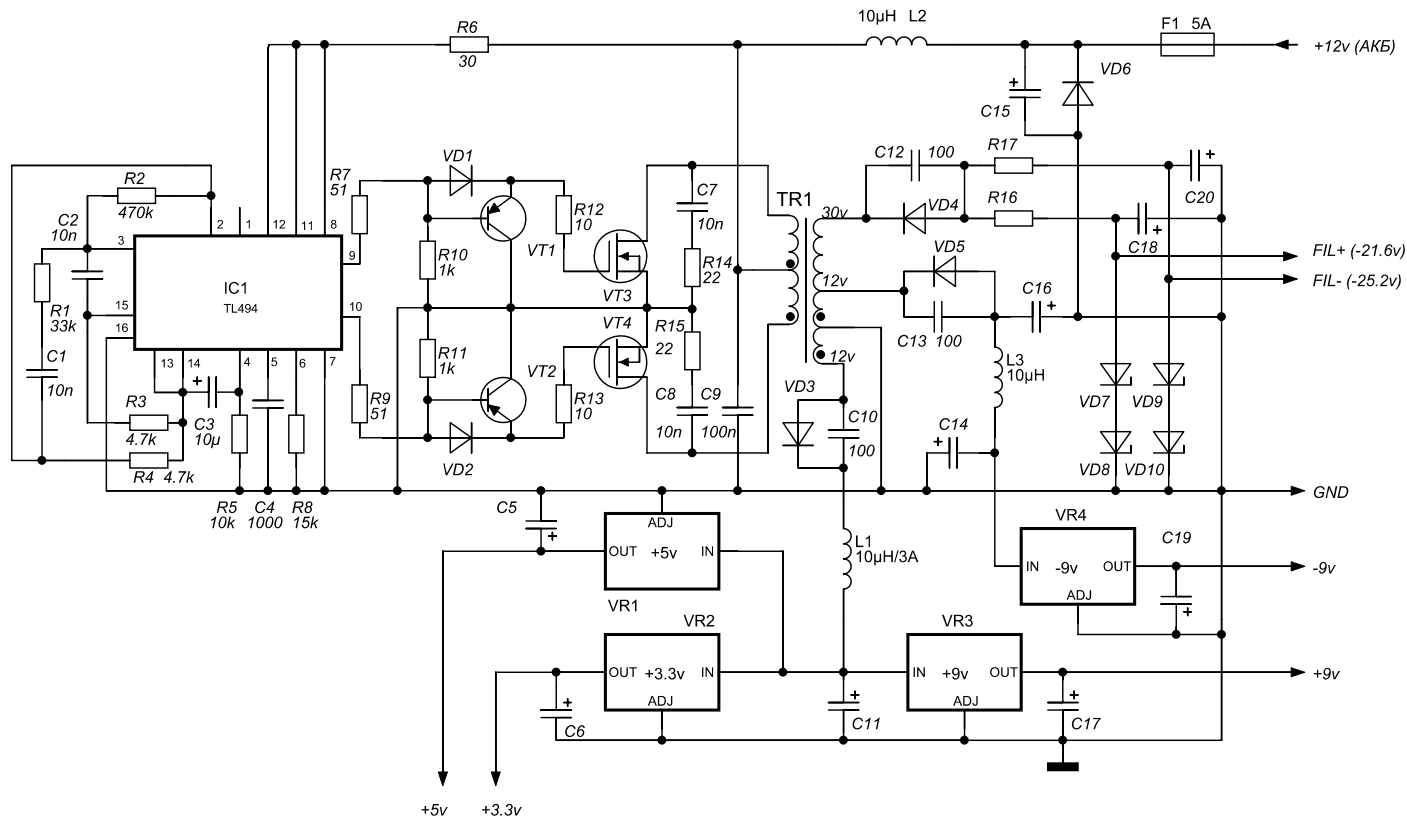 10µH L2
F1 5A
+12v (АКБ)
R6
30
VD6
+
C15
R17
C12 100
+
C20
R2
470k
R7
51
VD1
R12
10
C7
10n
TR1
30v
VD4
R16
C18 +
C2
10n
2 1 12 11 8
3
9
R10
1k
VT1
VT3
R14
22
VD5
FIL+ (-21.6v)
FIL- (-25.2v)
12v
C16
+
IC1
TL494
R1
33k
15
16
10
VT4
R15
22
C13 100
L3
10µH
C1
10n
13 14 4 5 6 7
R11
1k
VT2
12v
VD3
VD7 VD9
+
C3
10µ
R9
51
R13
10
C8
10n
C9
100n
C10
100
R3
4.7k
C14
+
VD8 VD10
R4 4.7k
VD2
R5
10k
C4
1000
R8
15k
GND
C5
+
ADJ
OUT +5v IN
VR1
L1
10µH/3A
VR4
IN -9v OUT
ADJ
C19
+
-9v
VR2
OUT +3.3v IN
ADJ
VR3
IN +9v OUT
ADJ
+9v
+
C6
+
C11
+
C17
+5v
+3.3v